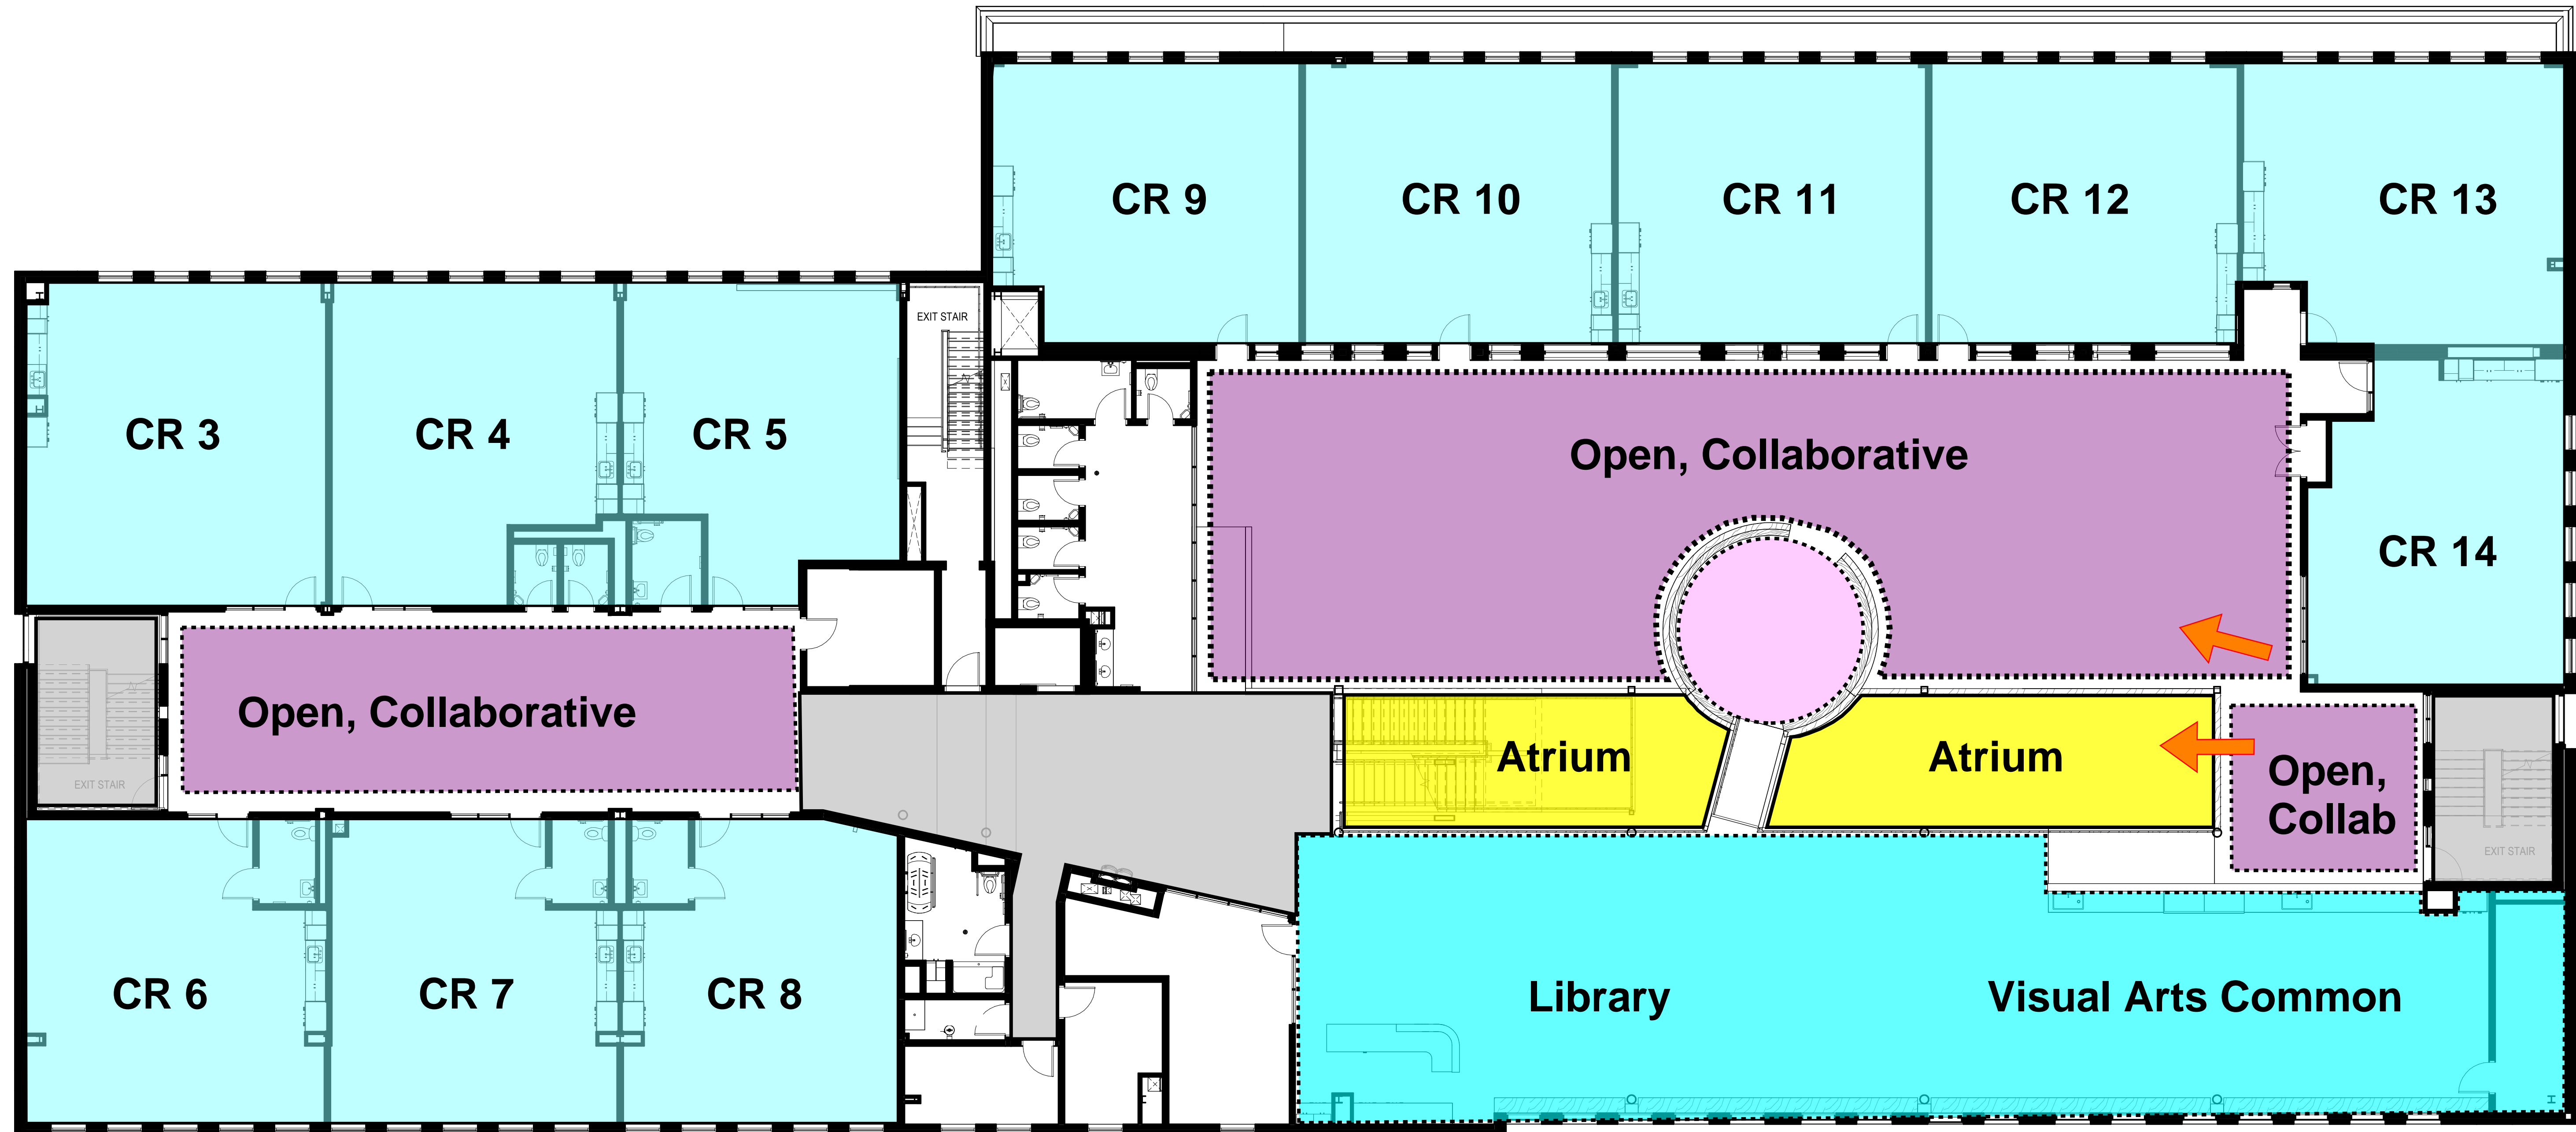 CR 9
CR 10
CR 11
CR 12
CR 13
EXIT STAIR
CR 3
CR 4
CR 5
Open, Collaborative
CR 14
Open, Collaborative
Atrium
Atrium
Open,
Collab
EXIT STAIR
EXIT STAIR
CR 6
CR 7
CR 8
Library
Visual Arts Common